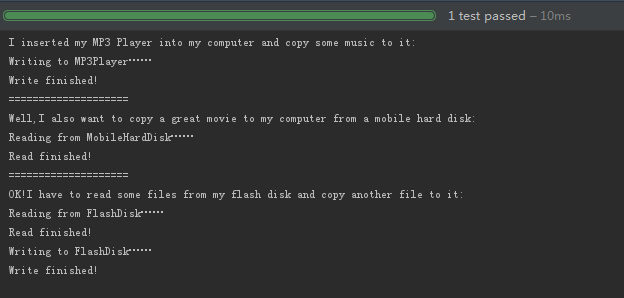 1 test passed – 10ms
I inserted my MP3 Player into my computer and copy some music to it:
Writing to MP3Player……
Write finished!
====================
Well,I also want to copy a great movie to my computer from a mobile hard disk:
Reading from MobileHardDisk……
Read finished!
====================
OK!I have to read some files from my flash disk and copy another file to it:
Reading from FlashDisk……
Read finished!
Writing to FlashDisk……
Write finished!